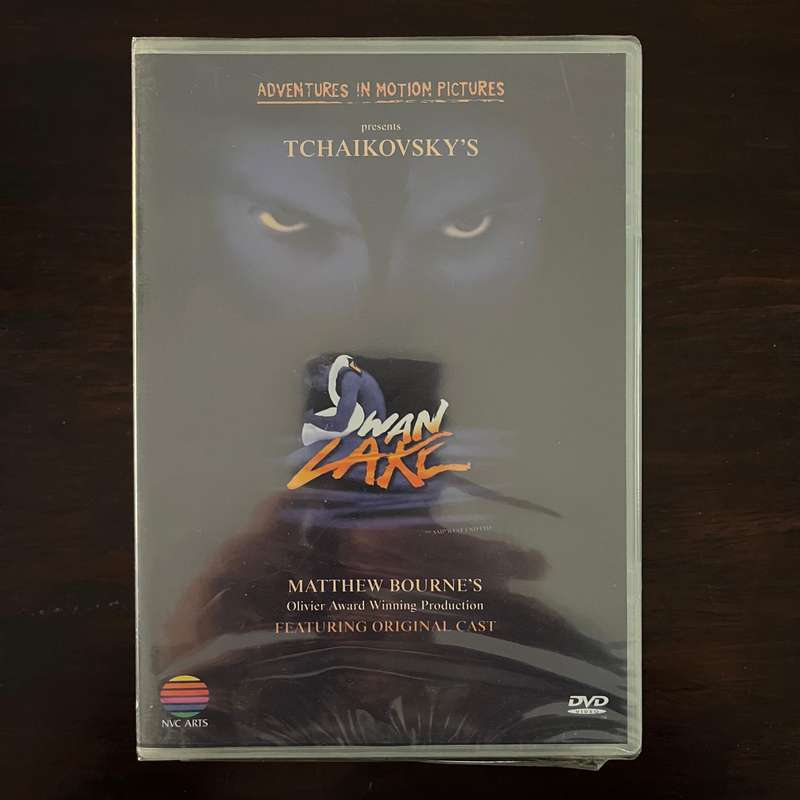 ADVENTURES IN MOTION PICTURES
presents
TCHAIKOVSKY'S
SWAN
LAKE
MATTHEW BOURNE'S
Olivier Award Winning Production
FEATURING ORIGINAL CAST
NVC ARTS
DVD
VIDEO